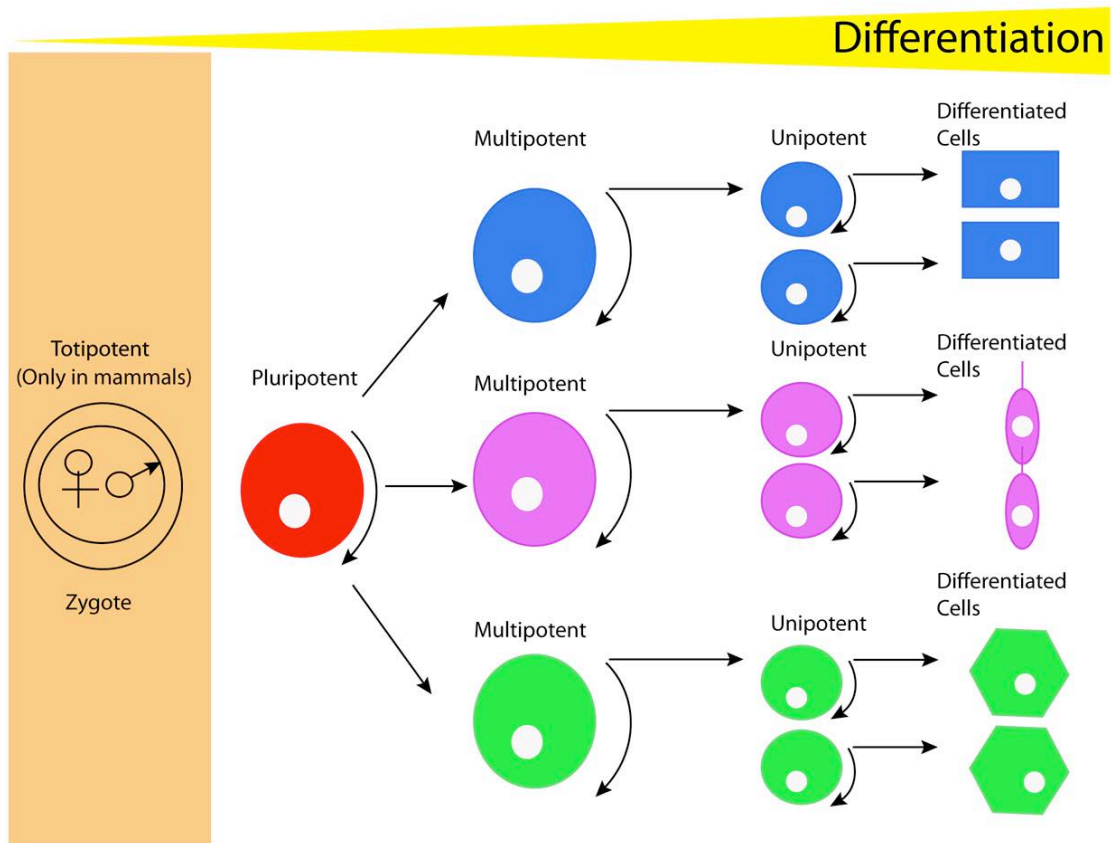 Differentiation
Totipotent
(Only in mammals)
Zygote
Pluripotent
Multipotent
Unipotent
Differentiated
Cells
Multipotent
Unipotent
Differentiated
Cells
Multipotent
Unipotent
Differentiated
Cells